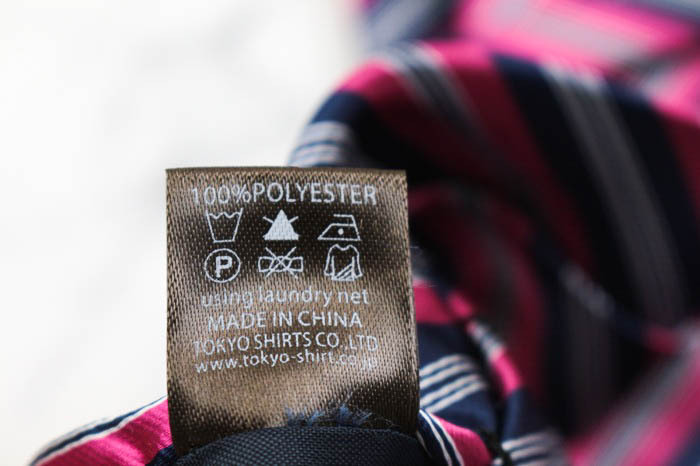 100%POLYESTER
P
using laundry net
MADE IN CHINA
TOKYO SHIRTS CO.,LTD
www.tokyo-shirt.co.jp